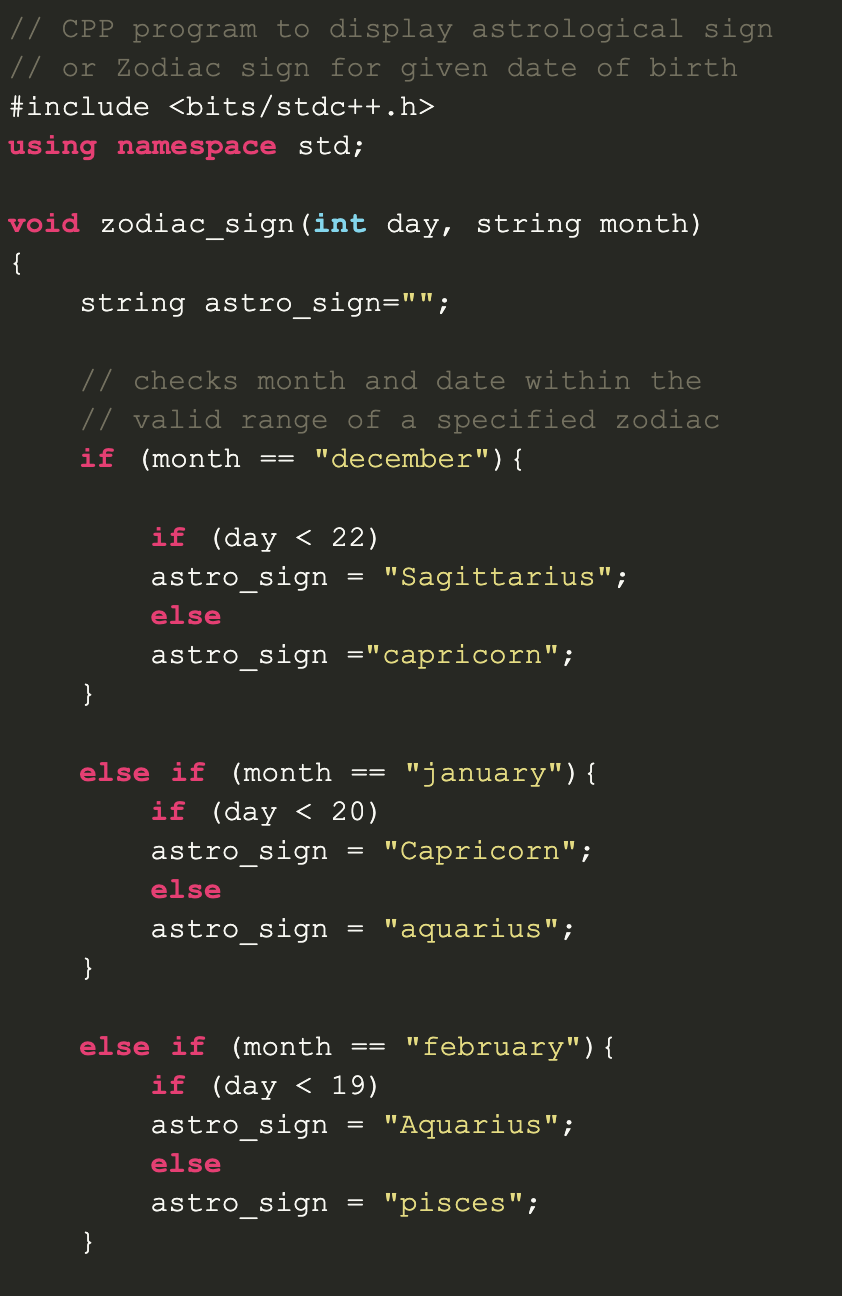 // CPP program to display astrological sign
// or Zodiac sign for given date of birth
#include <bits/stdc++.h>
using namespace std;
void zodiac_sign(int day, string month)
{
string astro_sign="";
// checks month and date within the
// valid range of a specified zodiac
if (month == "december"){
if (day < 22)
astro_sign = "Sagittarius";
else
astro_sign ="capricorn";
}
else if (month == "january"){
if (day < 20)
astro_sign = "Capricorn";
else
astro_sign = "aquarius";
}
else if (month == "february"){
if (day < 19)
astro_sign = "Aquarius";
else
astro_sign = "pisces";
}